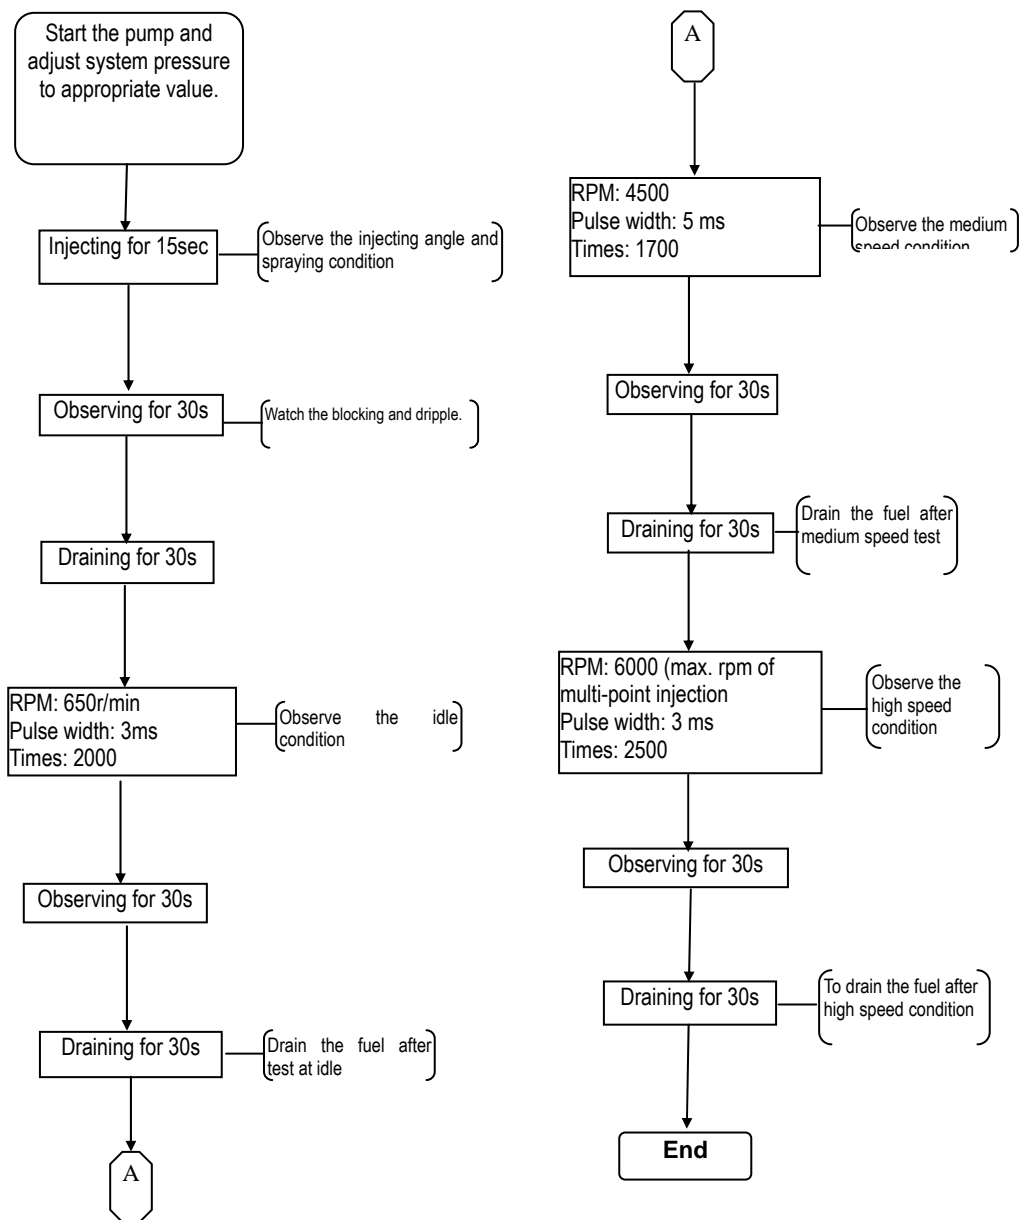 Start the pump and
adjust system pressure
to appropriate value.
Injecting for 15sec
Observe the injecting angle and
spraying condition
Observing for 30s
Watch the blocking and dripple.
Draining for 30s
RPM: 650r/min
Pulse width: 3ms
Times: 2000
Observe the idle
condition
Observing for 30s
Draining for 30s
Drain the fuel after
test at idle
A
A
RPM: 4500
Pulse width: 5 ms
Times: 1700
Observe the medium
speed condition
Observing for 30s
Draining for 30s
Drain the fuel after
medium speed test
RPM: 6000 (max. rpm of
multi-point injection
Pulse width: 3 ms
Times: 2500
Observe the
high speed
condition
Observing for 30s
Draining for 30s
To drain the fuel after
high speed condition
End